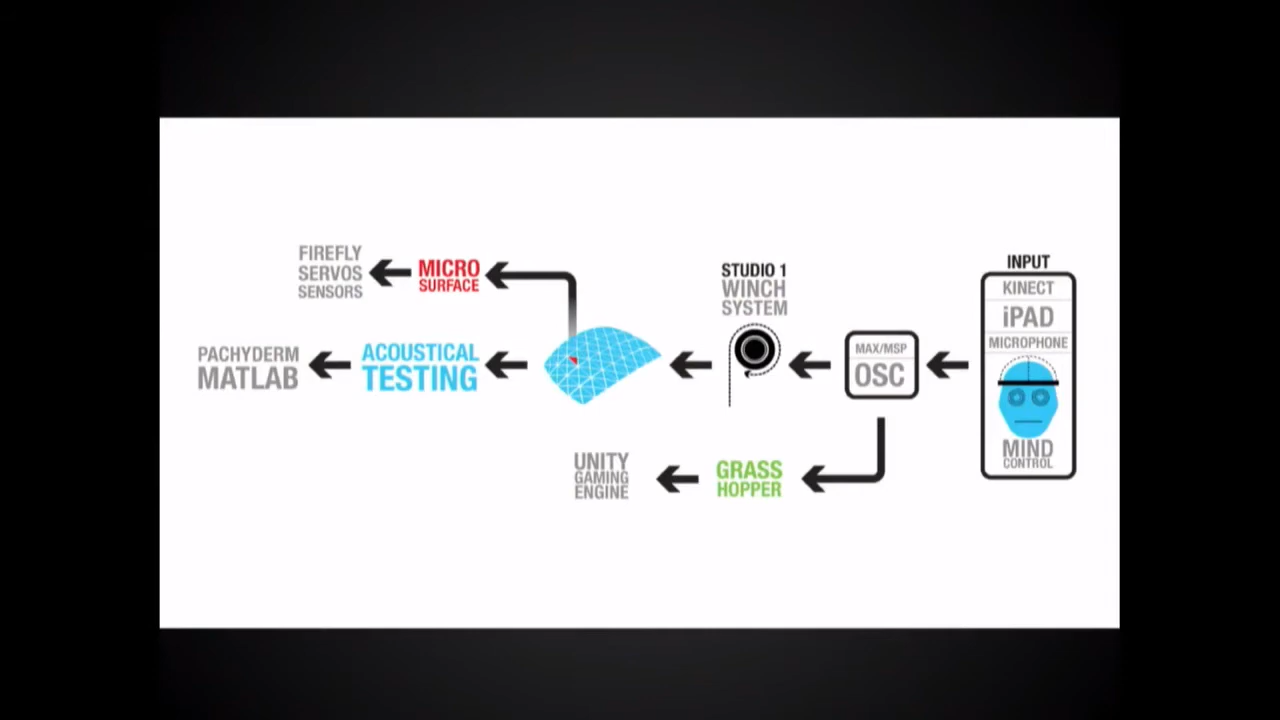 FIREFLY
SERVOS
SENSORS
MICRO
SURFACE
STUDIO 1
WINCH
SYSTEM
INPUT
KINECT
iPAD
MICROPHONE
MIND
CONTROL
MAX/MSP
OSC
PACHYDERM
MATLAB
ACOUSTICAL
TESTING
UNITY
GAMING
ENGINE
GRASS
HOPPER